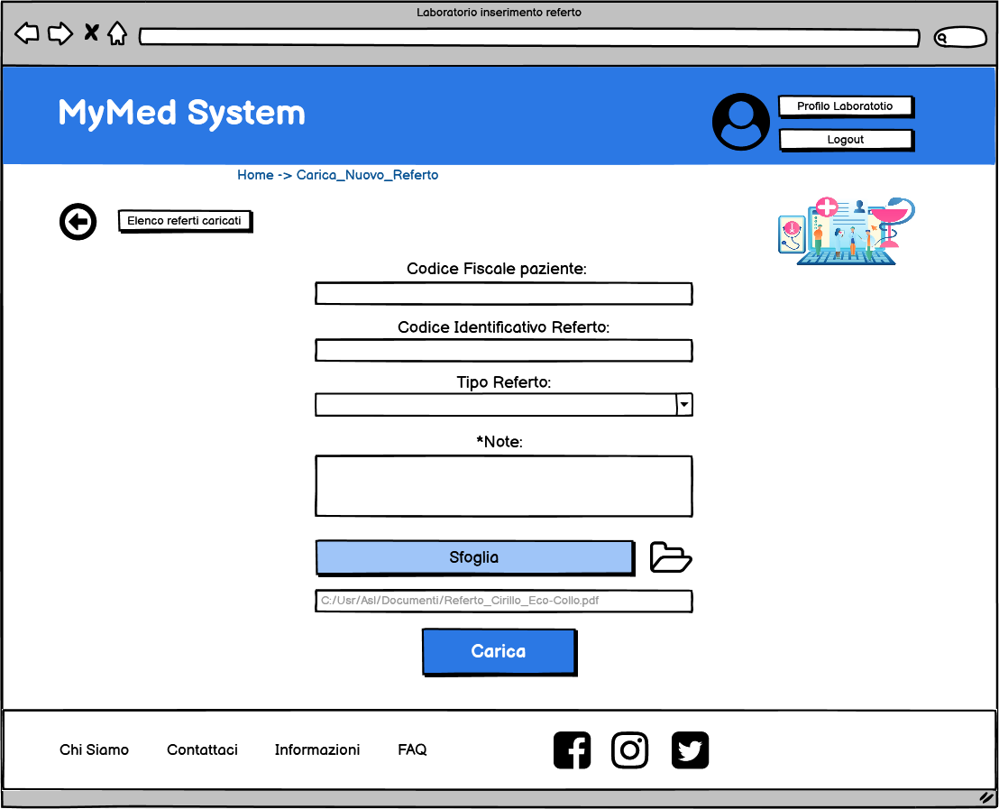 Laboratorio inserimento referto
MyMed System
Profilo Laboratotio
Logout
Home -> Carica_Nuovo_Referto
Elenco referti caricati
Codice Fiscale paziente:
Codice Identificativo Referto:
Tipo Referto:
*Note:
Sfoglia
C:/Usr/Asl/Documenti/Referto_Cirillo_Eco-Collo.pdf
Carica
Chi Siamo Contattaci Informazioni FAQ